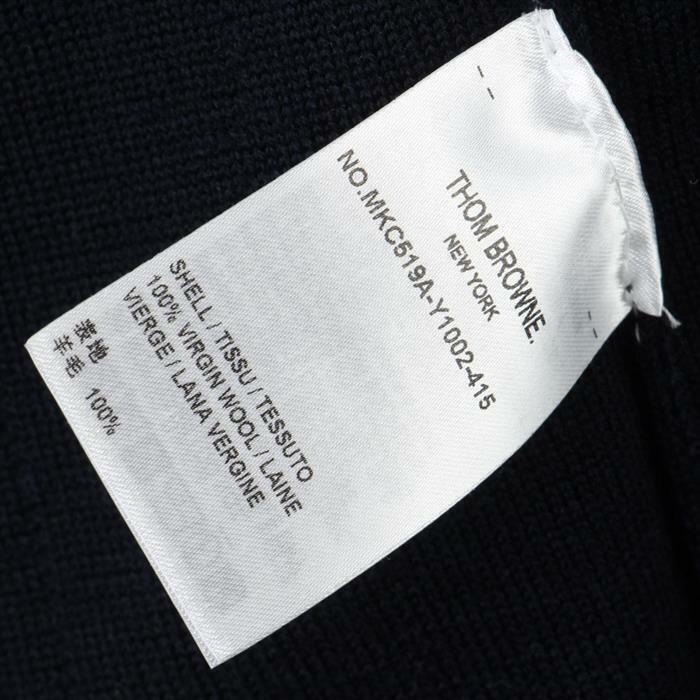 THOM BROWNE.
NEW YORK
NO.MKC519A-Y1002-415
SHELL / TISSU / TESSUTO
100% VIRGIN WOOL / LAINE
VIERGE / LANA VERGINE
表地
羊毛 100%